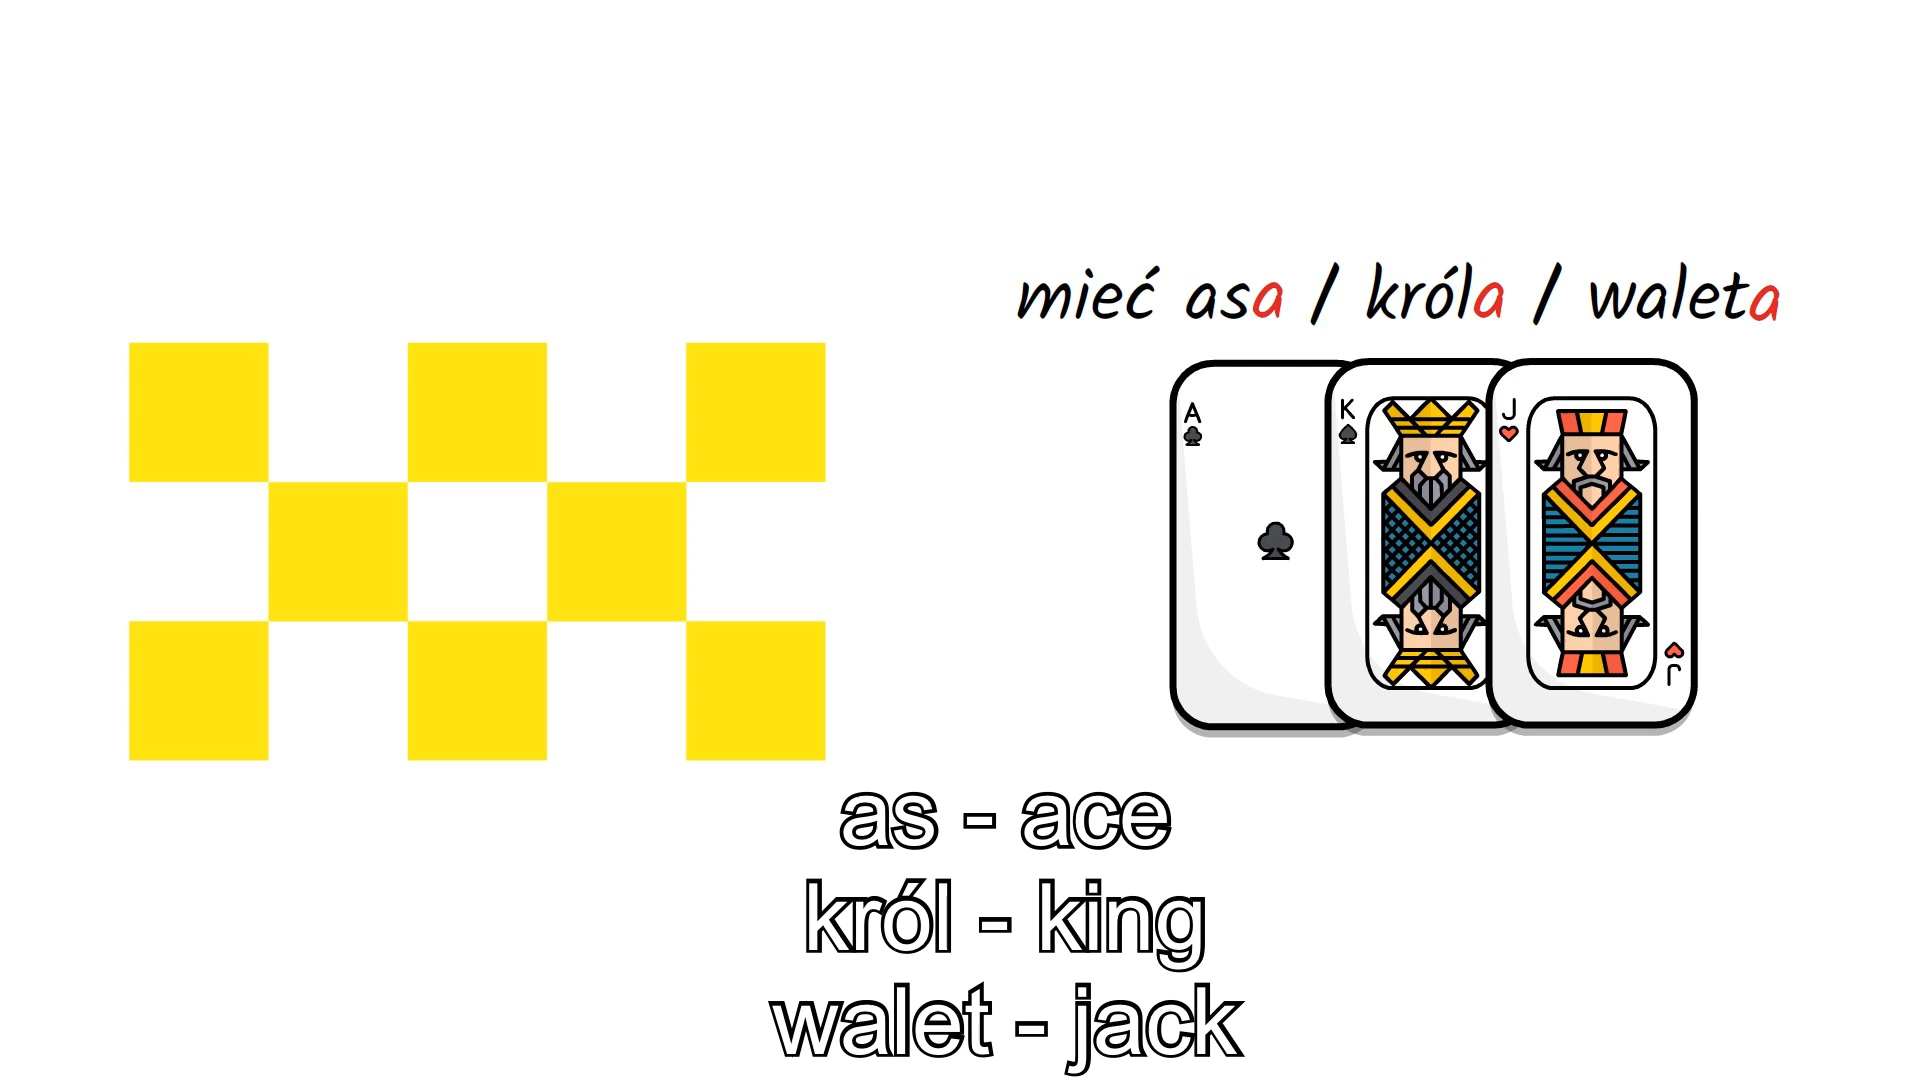 mieć asa / króla / waleta
A
K
J
J
as - ace
król - king
walet - jack